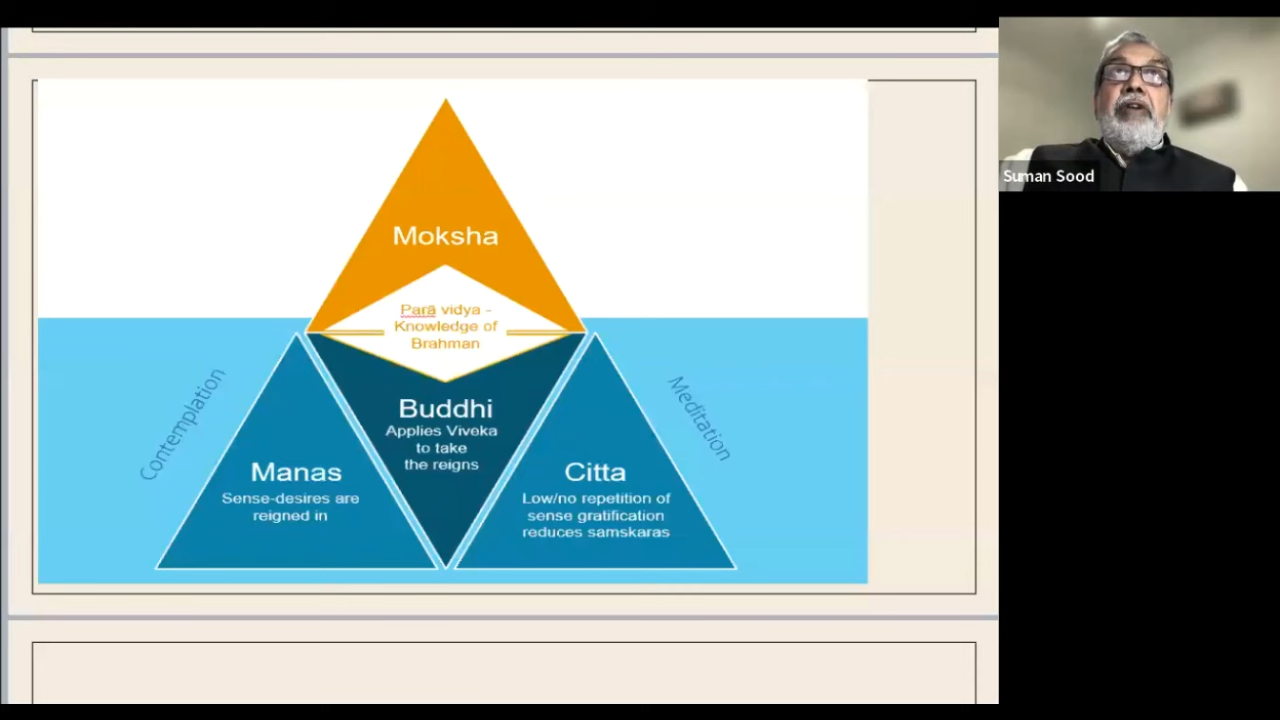 Moksha
Parā vidya -
Knowledge of
Brahman
Contemplation
Meditation
Buddhi
Applies Viveka
to take
the reigns
Manas
Sense-desires are
reigned in
Citta
Low/no repetition of
sense gratification
reduces samskaras
Suman Sood